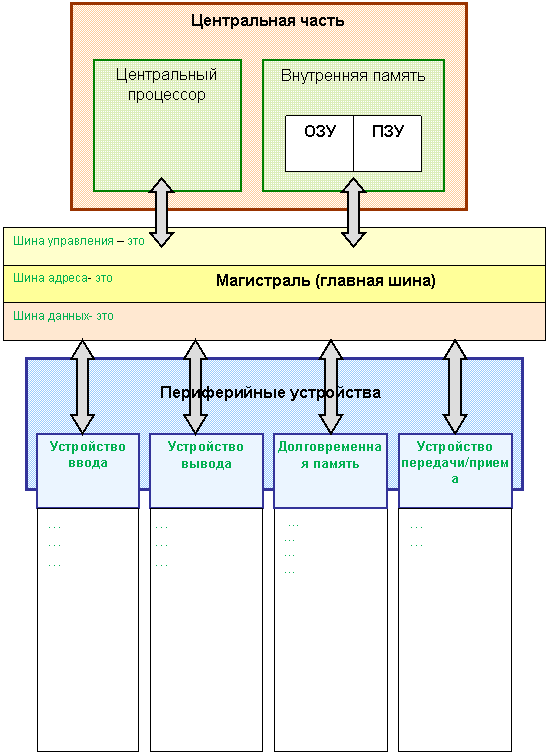 Центральная часть
Центральный
процессор
Внутренняя память
ОЗУ
ПЗУ
Шина управления – это
Шина адреса- это
Магистраль (главная шина)
Шина данных- это
Периферийные устройства
Устройство
ввода
Устройство
вывода
Долговременна
я память
Устройство
передачи/прием
а
…
…
…
…
…
…
…
…
…
…
…
…